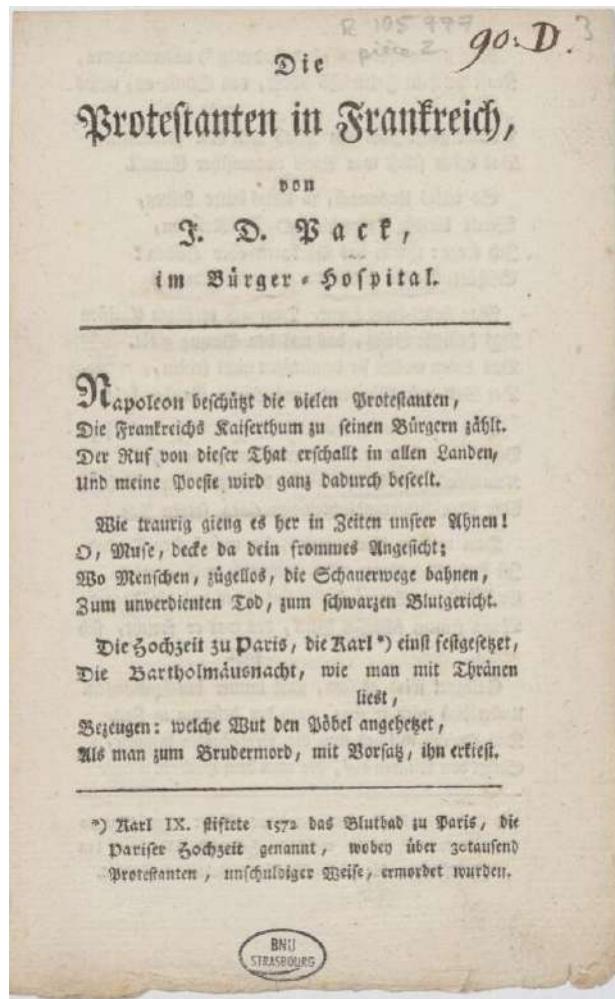 R 105 777
pièce 2
90. D.
3
Die
Protestanten in Frankreich,
von
J. D. Pack,
im Bürger-Hospital.
Napoleon beschützt die vielen Protestanten,
Die Frankreichs Kaiserthum zu seinen Bürgern zählt.
Der Ruf von dieser That erschallt in allen Landen,
Und meine Poesie wird ganz dadurch beseelt.
Wie traurig gieng es her in Zeiten unsrer Ahnen!
O, Muse, decke da dein frommes Angesicht;
Wo Menschen, zügellos, die Schauerwege bahnen,
Zum unverdienten Tod, zum schwarzen Blutgericht.
Die Hochzeit zu Paris, die Karl*) einst festgesetzet,
Die Bartholmäusnacht, wie man mit Thränen
liest,
Bezeugen: welche Wut den Pöbel angehetzet,
Als man zum Brudermord, mit Vorsatz, ihn erkiest.
*) Karl IX. stiftete 1572 das Blutbad zu Paris, die
Pariser Hochzeit genannt, wobey über 30tausend
Protestanten, unschuldiger Weise, ermordet wurden.
BNU
STRASBOURG